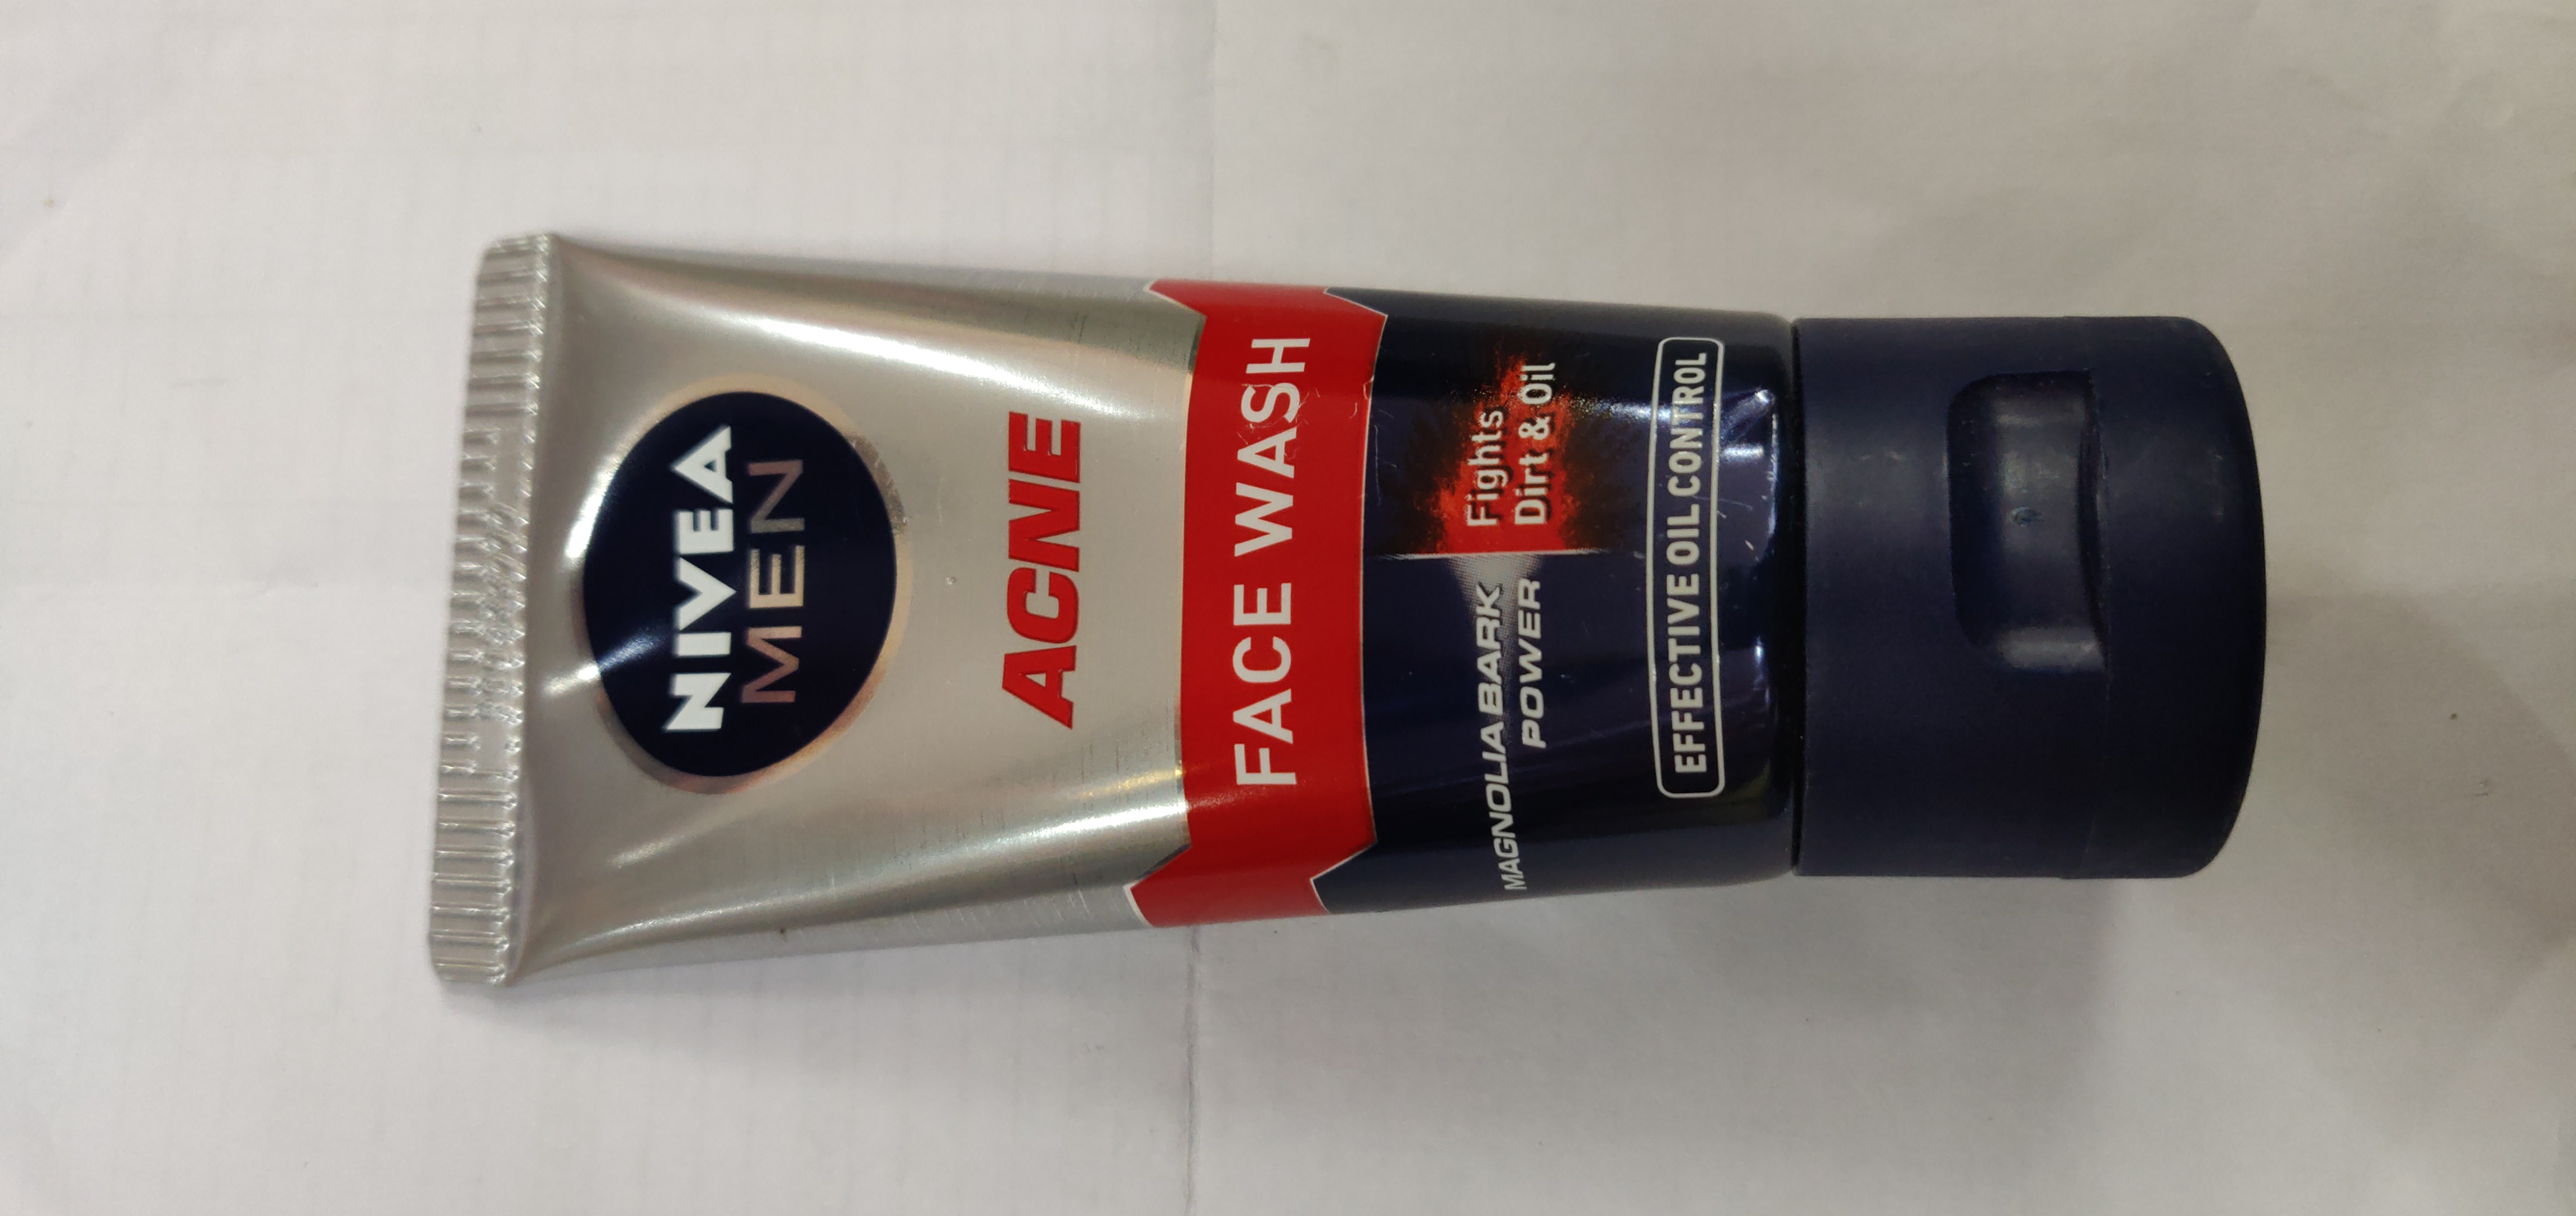 NIVEA
MEN
ACNE
FACE WASH
MAGNOLIA BARK
POWER
Fights
Dirt & Oil
EFFECTIVE OIL CONTROL